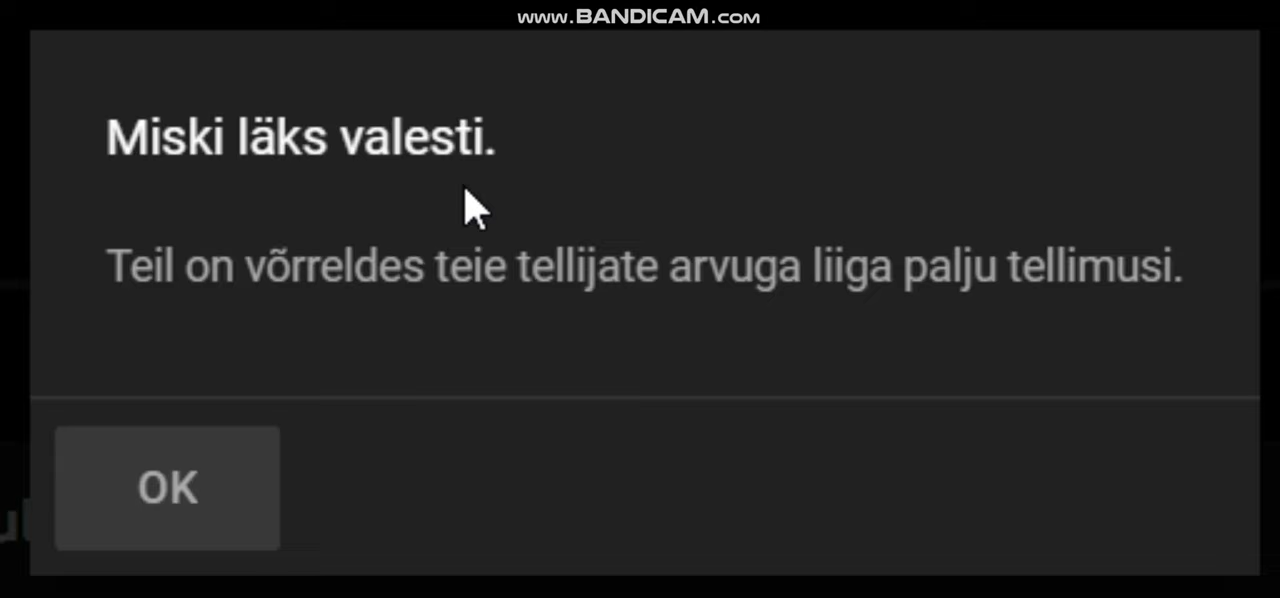 www.BANDICAM.com
Miski läks valesti.
Teil on võrreldes teie tellijate arvuga liiga palju tellimusi.
OK